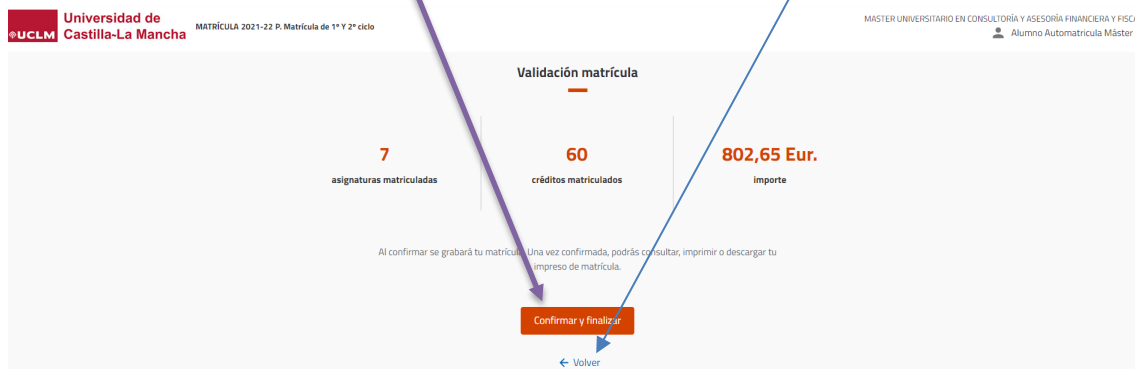 Universidad de
UCLM Castilla-La Mancha
MATRÍCULA 2021-22 P. Matrícula de 1º Y 2º ciclo
MASTER UNIVERSITARIO EN CONSULTORÍA Y ASESORÍA FINANCIERA Y FISCA
Alumno Automatricula Máster
Validación matrícula
7
asignaturas matriculadas
60
créditos matriculados
802,65 Eur.
importe
Al confirmar se grabará tu matrícula. Una vez confirmada, podrás consultar, imprimir o descargar tu
impreso de matrícula.
Confirmar y finalizar
← Volver